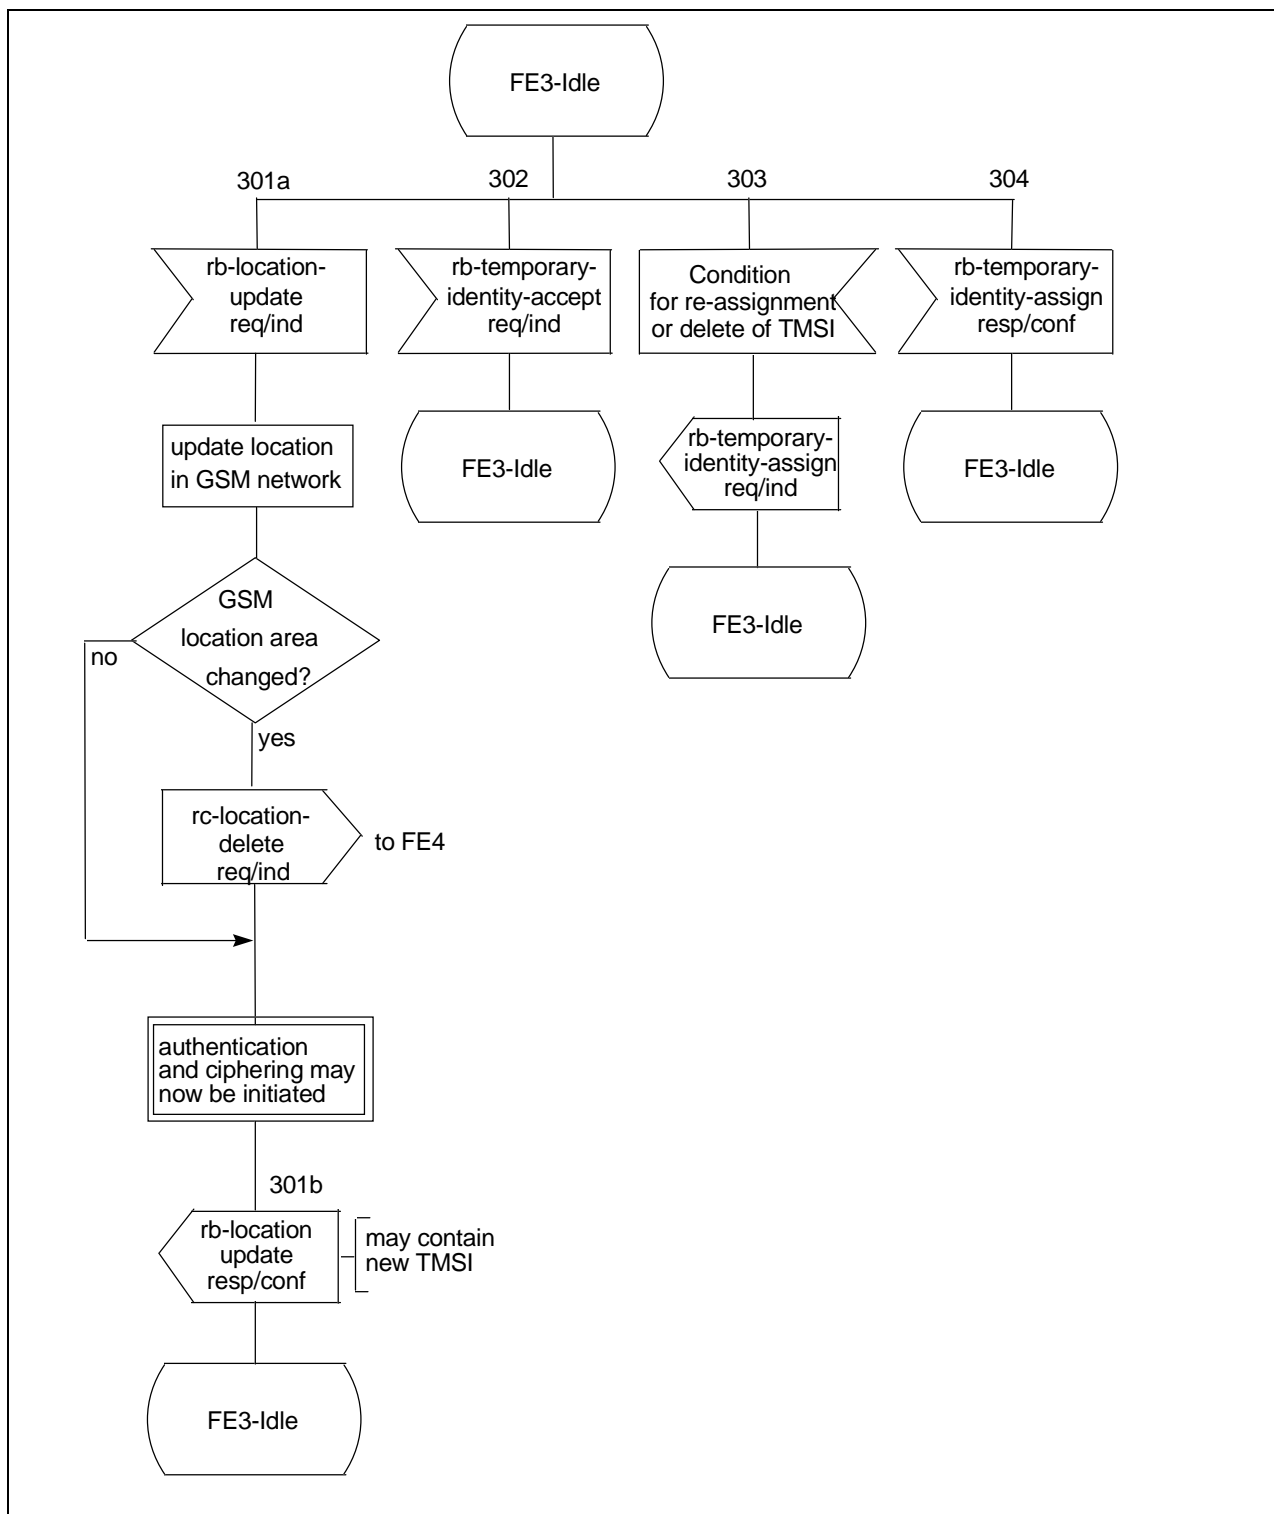 FE3-Idle
301a
302
303
304
rb-location-
update
req/ind
rb-temporary-
identity-accept
req/ind
Condition
for re-assignment
or delete of TMSI
rb-temporary-
identity-assign
resp/conf
update location
in GSM network
FE3-Idle
rb-temporary-
identity-assign
req/ind
FE3-Idle
GSM
location area
changed?
FE3-Idle
no
yes
rc-location-
delete
req/ind
to FE4
authentication
and ciphering may
now be initiated
301b
rb-location
update
resp/conf
may contain
new TMSI
FE3-Idle